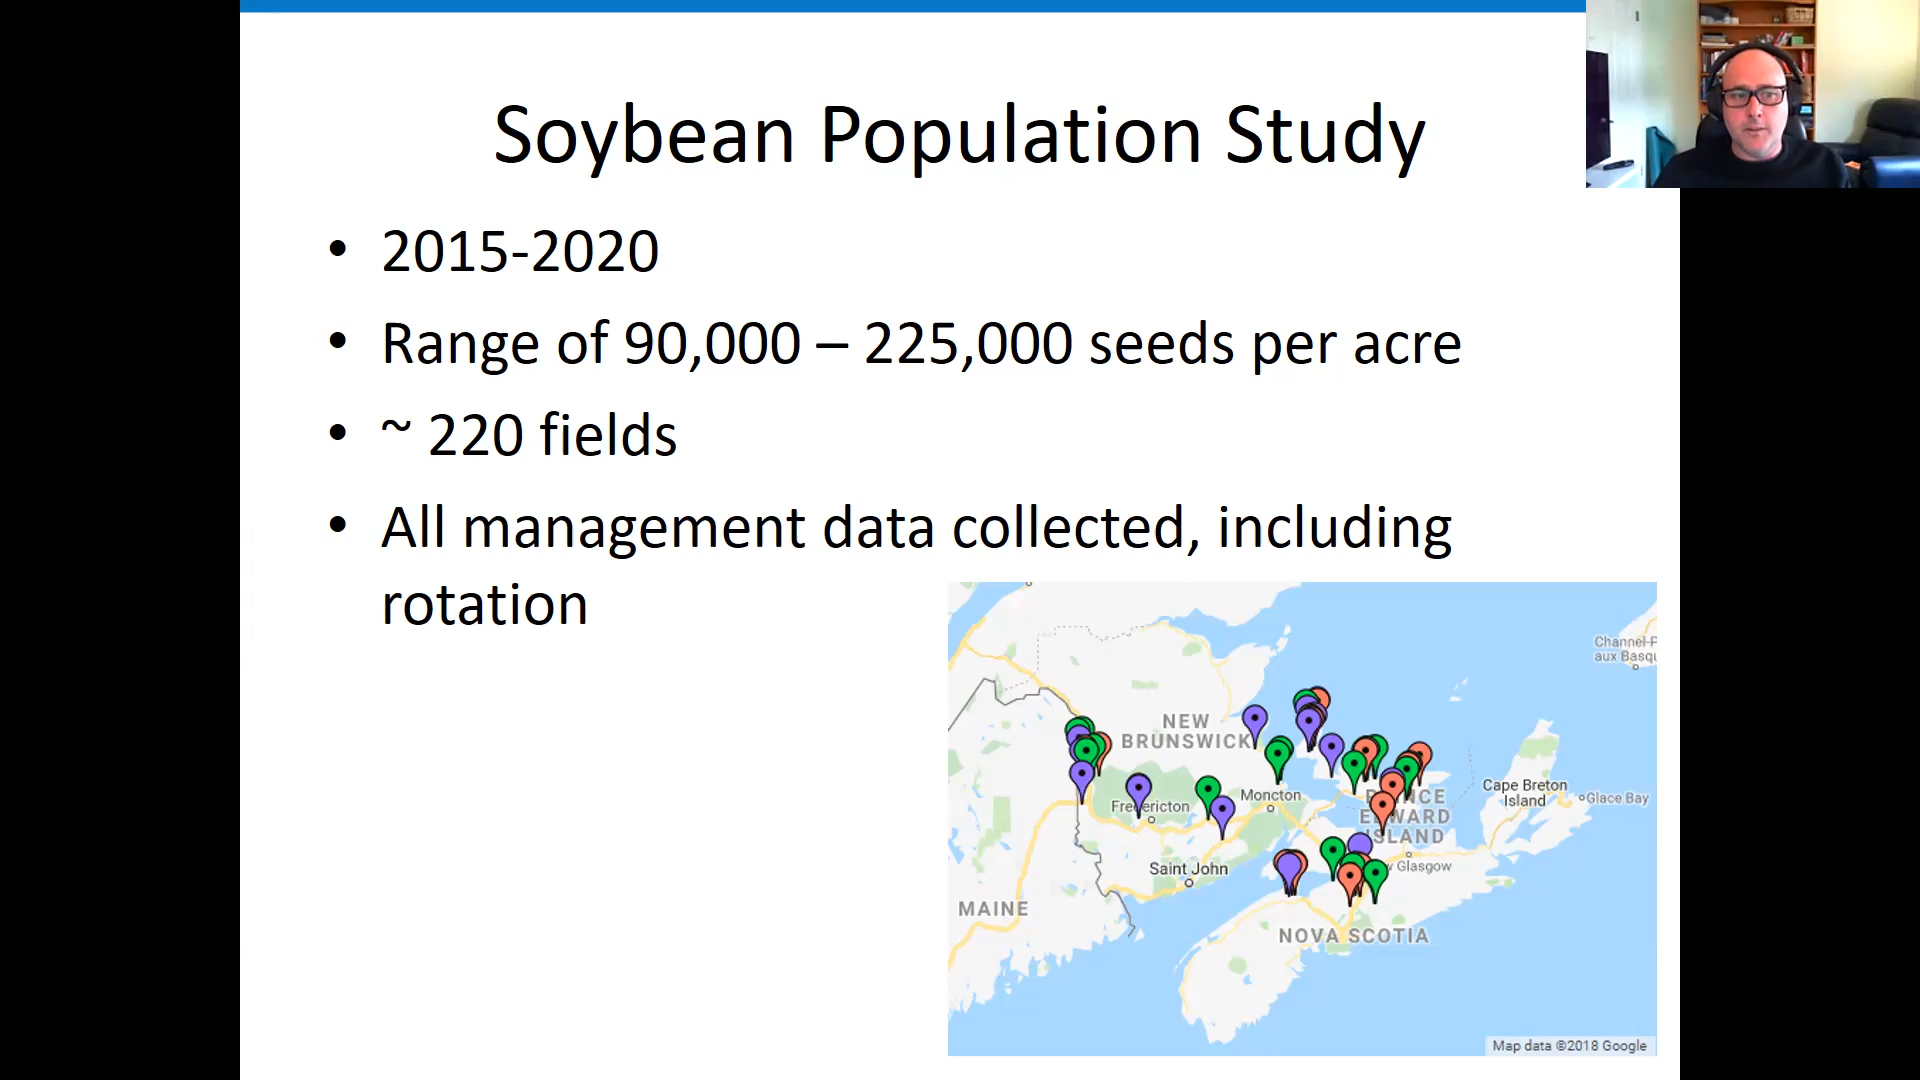 Soybean Population Study
• 2015-2020
• Range of 90,000 – 225,000 seeds per acre
• ~ 220 fields
• All management data collected, including
rotation
Channel-P
aux Basqu
NEW
BRUNSWICK
Cape Breton
Island
Glace Bay
Moncton
Fredericton
EDWARD
ISLAND
Glasgow
Saint John
MAINE
NOVA SCOTIA
Map data ©2018 Google